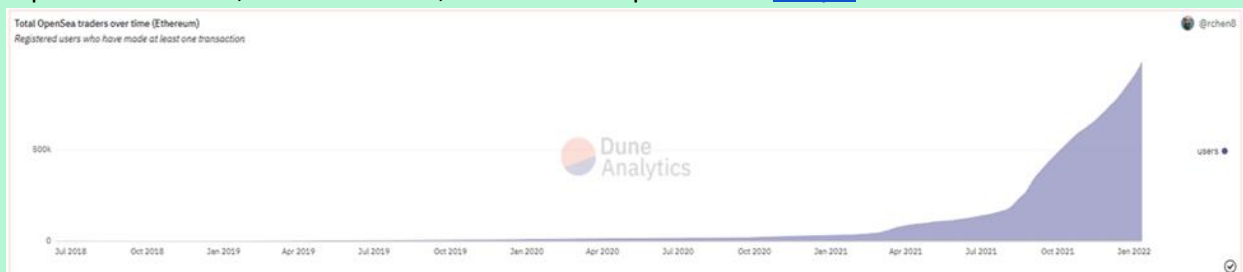 Total OpenSea traders over time (Ethereum)
@rchen8
Registered users who have made at least one transaction
500k
Dune
Analytics
users
0
Jul 2018 Oct 2018 Jan 2019 Apr 2019 Jul 2019 Oct 2019 Jan 2020 Apr 2020 Jul 2020 Oct 2020 Jan 2021 Apr 2021 Jul 2021 Oct 2021 Jan 2022